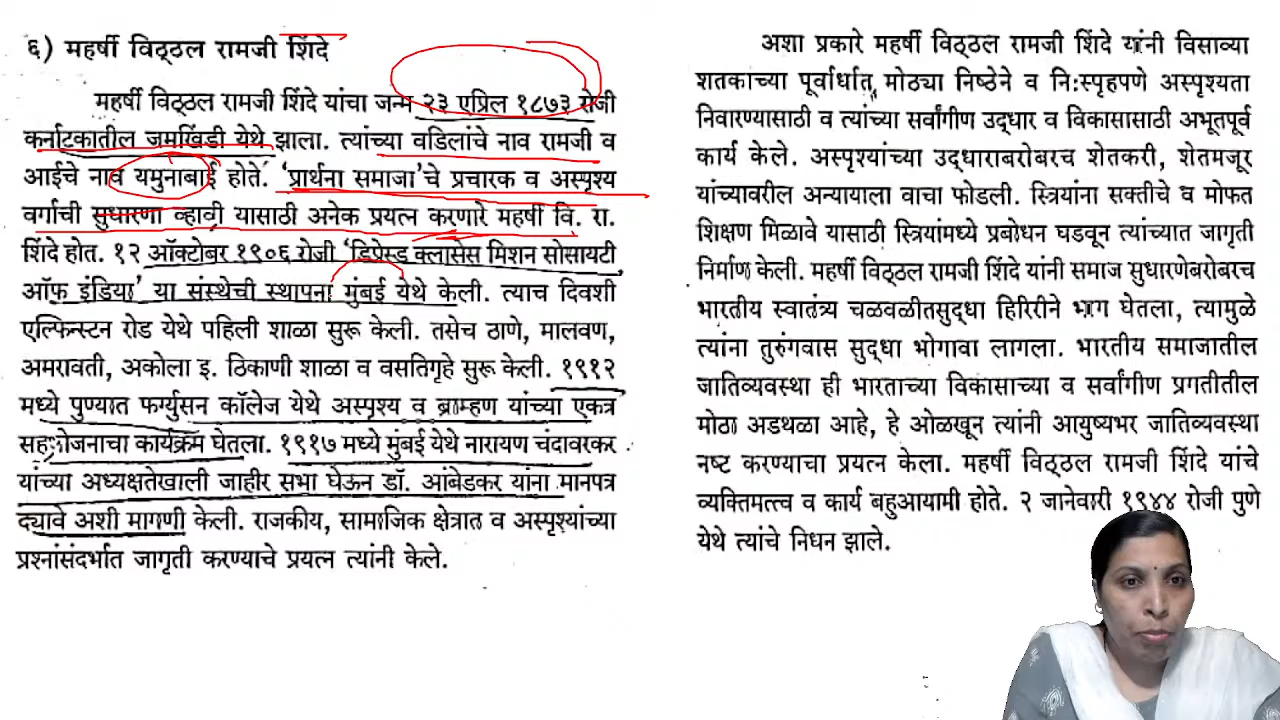 ६) महर्षी विठ्ठल रामजी शिंदे
महर्षी विठ्ठल रामजी शिंदे यांचा जन्म २३ एप्रिल १८७३ रोजी
कर्नाटकातील जमखिंडी येथे झाला. त्यांच्या वडिलांचे नाव रामजी व
आईचे नाव यमुनाबाई होते. 'प्रार्थना समाजा'चे प्रचारक व अस्पृश्य
वर्गाची सुधारणा व्हावी यासाठी अनेक प्रयत्न करणारे महर्षी वि. रा.
शिंदे होत. १२ ऑक्टोबर १९०६ रोजी 'डिप्रेस्ड क्लासेस मिशन सोसायटी
ऑफ इंडिया' या संस्थेची स्थापना मुंबई येथे केली. त्याच दिवशी
एल्फिन्स्टन रोड येथे पहिली शाळा सुरू केली. तसेच ठाणे, मालवण,
अमरावती, अकोला इ. ठिकाणी शाळा व वसतिगृहे सुरू केली. १९१२
मध्ये पुण्यात फर्ग्युसन कॉलेज येथे अस्पृश्य व ब्राम्हण यांच्या एकत्र
सहभोजनाचा कार्यक्रम घेतला. १९१७ मध्ये मुंबई येथे नारायण चंदावरकर
यांच्या अध्यक्षतेखाली जाहीर सभा घेऊन डॉ. आंबेडकर यांना मानपत्र
द्यावे अशी मागणी केली. राजकीय, सामाजिक क्षेत्रात व अस्पृश्यांच्या
प्रश्नांसंदर्भात जागृती करण्याचे प्रयत्न त्यांनी केले.
अशा प्रकारे महर्षी विठ्ठल रामजी शिंदे यांनी विसाव्या
शतकाच्या पूर्वार्धात मोठ्या निष्ठेने व निःस्पृहपणे अस्पृश्यता
निवारण्यासाठी व त्यांच्या सर्वांगीण उद्धार व विकासासाठी अभूतपूर्व
कार्य केले. अस्पृश्यांच्या उद्धाराबरोबरच शेतकरी, शेतमजूर
यांच्यावरील अन्यायाला वाचा फोडली. स्त्रियांना सक्तीचे व मोफत
शिक्षण मिळावे यासाठी स्त्रियांमध्ये प्रबोधन घडवून त्यांच्यात जागृती
निर्माण केली. महर्षी विठ्ठल रामजी शिंदे यांनी समाज सुधारणेबरोबरच
भारतीय स्वातंत्र्य चळवळीतसुद्धा हिरिरीने भाग घेतला, त्यामुळे
त्यांना तुरुंगवास सुद्धा भोगावा लागला. भारतीय समाजातील
जातिव्यवस्था ही भारताच्या विकासाच्या व सर्वांगीण प्रगतीतील
मोठा अडथळा आहे, हे ओळखून त्यांनी आयुष्यभर जातिव्यवस्था
नष्ट करण्याचा प्रयत्न केला. महर्षी विठ्ठल रामजी शिंदे यांचे
व्यक्तिमत्त्व व कार्य बहुआयामी होते. २ जानेवारी १९४४ रोजी पुणे
येथे त्यांचे निधन झाले.